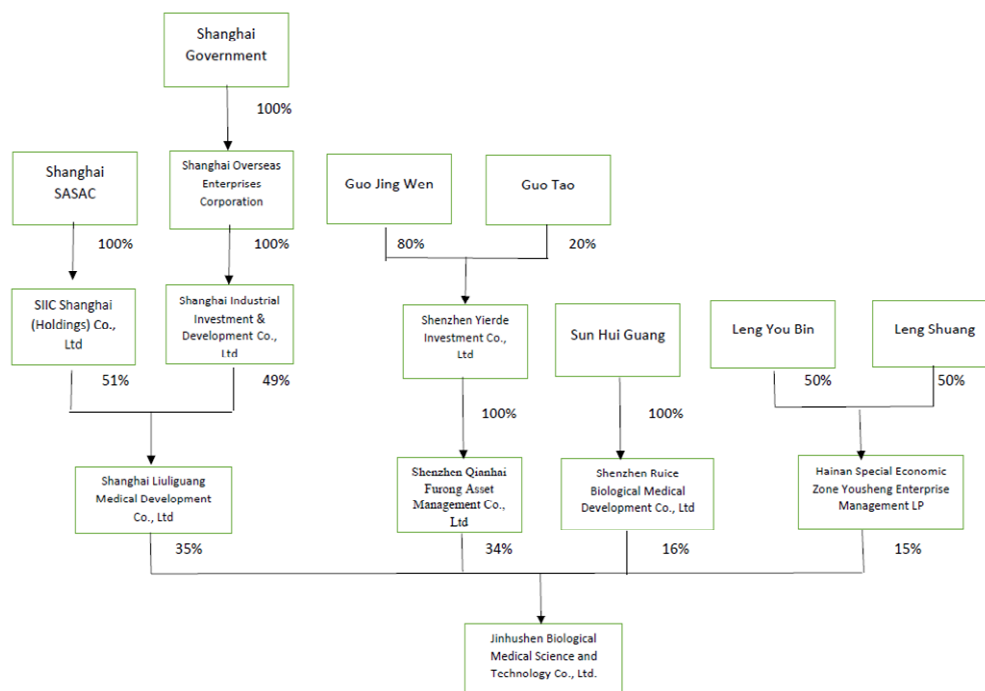 Shanghai
Government
100%
Shanghai
SASAC
Shanghai Overseas
Enterprises
Corporation
Guo Jing Wen
Guo Tao
100%
100%
80%
20%
SIIC Shanghai
(Holdings) Co.,
Ltd
Shanghai Industrial
Investment &
Development Co.,
Ltd
Shenzhen Yierde
Investment Co.,
Ltd
Sun Hui Guang
Leng You Bin
Leng Shuang
51%
49%
50%
50%
100%
100%
Shanghai Liuliguang
Medical Development
Co., Ltd
Shenzhen Qianhai
Furong Asset
Management Co.,
Ltd
Shenzhen Ruice
Biological Medical
Development Co., Ltd
Hainan Special Economic
Zone Yousheng Enterprise
Management LP
35%
34%
16%
15%
Jinhushen Biological
Medical Science and
Technology Co., Ltd.